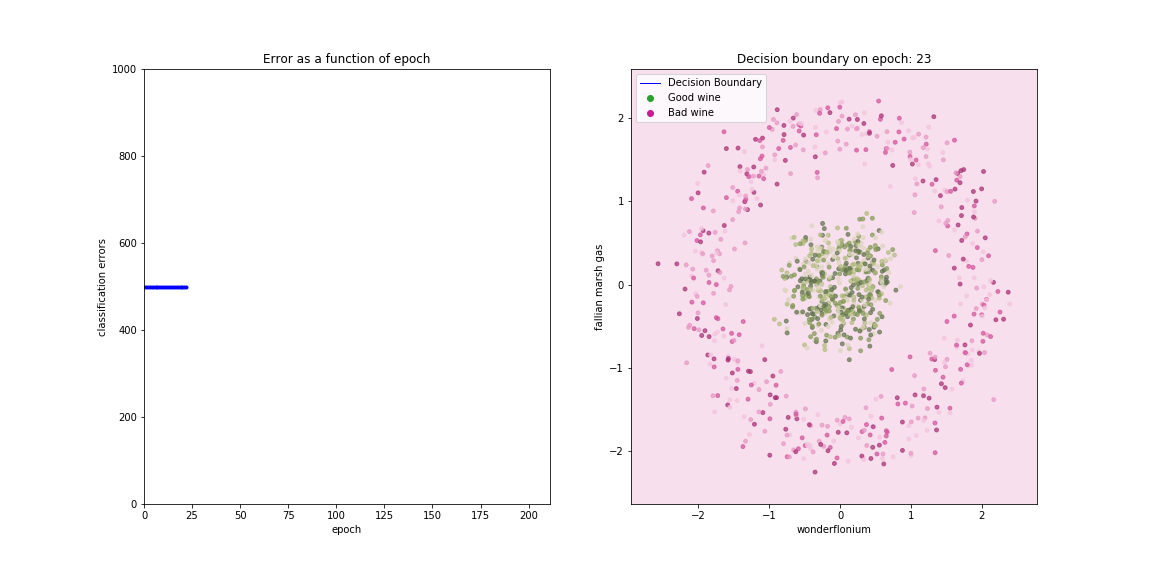 Error as a function of epoch
1000
800
600
400
200
0
classification errors
0 25 50 75 100 125 150 175 200
epoch
Decision boundary on epoch: 23
Decision Boundary
Good wine
Bad wine
2
1
0
−1
−2
fallian marsh gas
−2 −1 0 1 2
wonderflonium